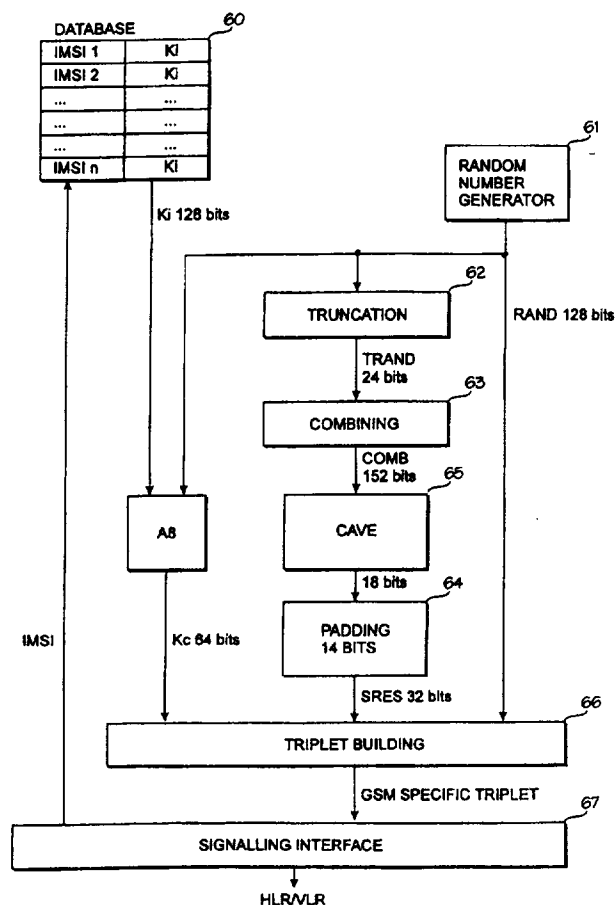 DATABASE
60
IMSI 1 Ki
IMSI 2 Ki
... ...
... ...
... ...
IMSI n Ki
61
RANDOM
NUMBER
GENERATOR
Ki 128 bits
62
TRUNCATION
RAND 128 bits
TRAND
24 bits
63
COMBINING
COMB
152 bits
65
A8
CAVE
18 bits
64
PADDING
14 BITS
IMSI
Kc 64 bits
SRES 32 bits
66
TRIPLET BUILDING
GSM SPECIFIC TRIPLET
67
SIGNALLING INTERFACE
HLR/VLR